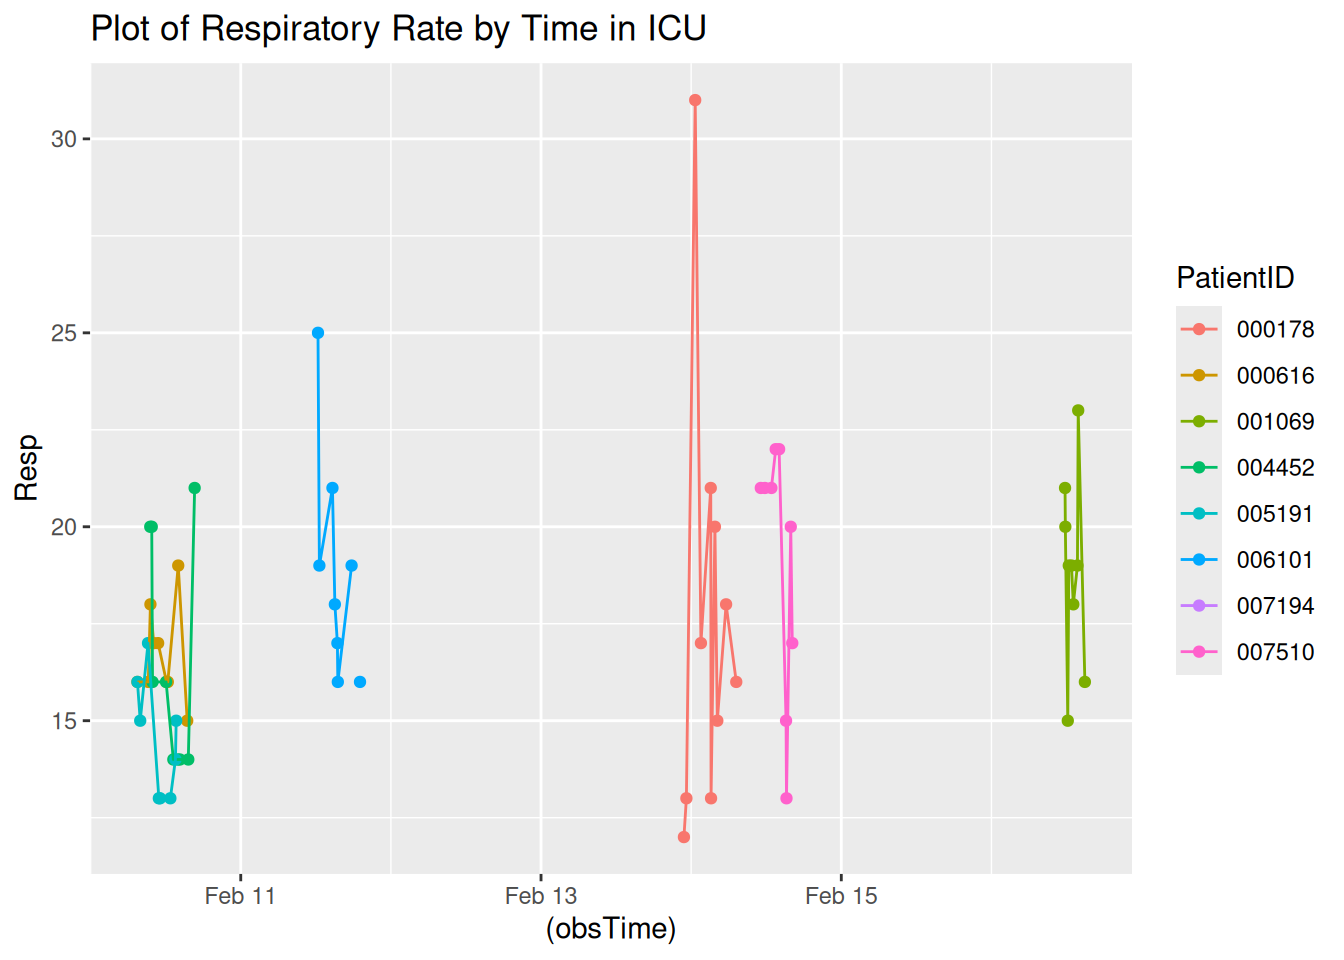 Plot of Respiratory Rate by Time in ICU
30
25
20
15
Resp
Feb 11
Feb 13
Feb 15
(obsTime)
PatientID
000178
000616
001069
004452
005191
006101
007194
007510